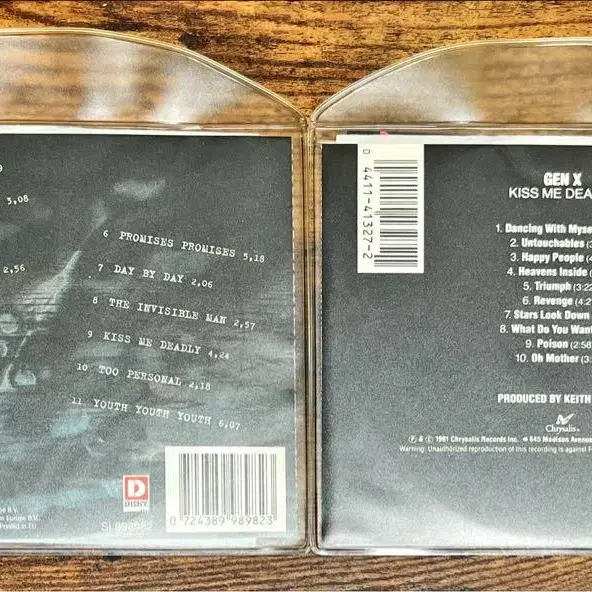 5,08
2,56
6 PROMISES PROMISES 5,18
7 DAY BY DAY 2,06
8 THE INVISIBLE MAN 2,57
9 KISS ME DEADLY 4,24
10 TOO PERSONAL 2,18
11 YOUTH YOUTH YOUTH 6,07
DISKY
0 724389 989823
0 4411-41327-2
GEN X
KISS ME DEA
1. Dancing With Myse
2. Untouchables (3
3. Happy People (4
4. Heavens Inside (
5. Triumph (3:22
6. Revenge (4:2
7. Stars Look Down
8. What Do You Want
9. Poison (2:58
10. Oh Mother (3:
PRODUCED BY KEITH
Chrysalis
Ⓟ & © 1981 Chrysalis Records Inc. • 645 Madison Avenue
Warning: Unauthorized reproduction of this recording is against F